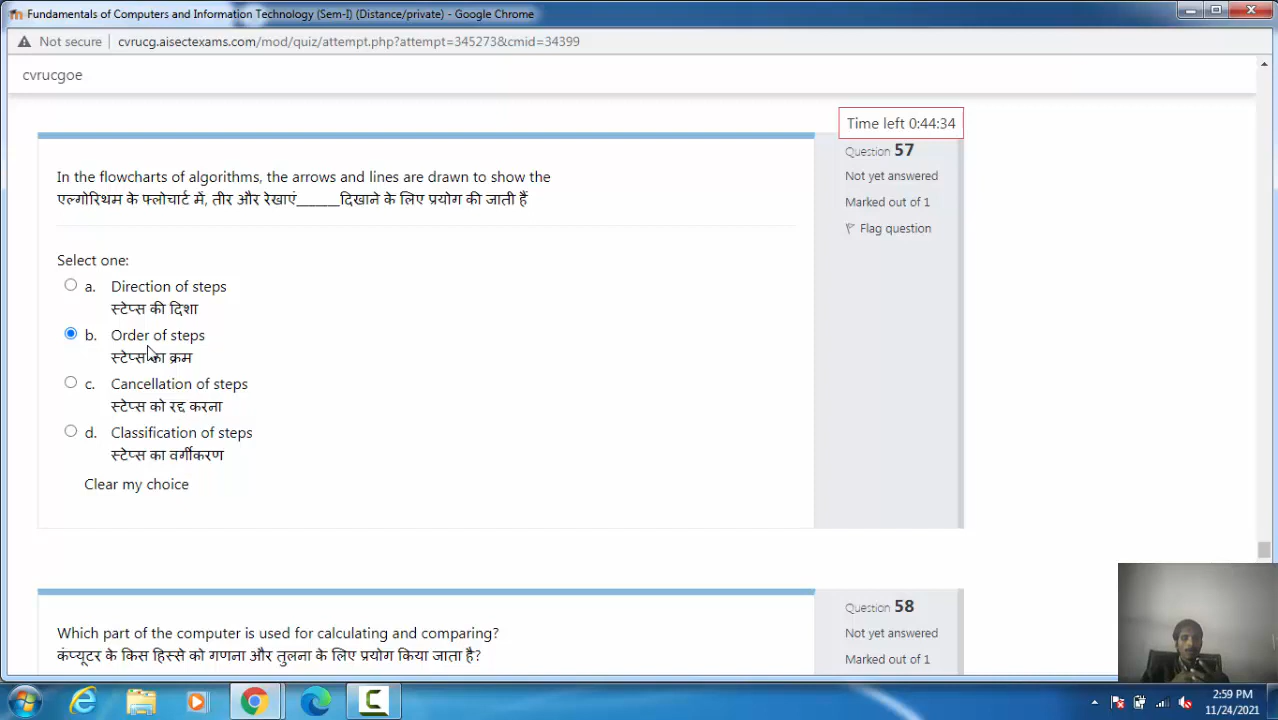 Fundamentals of Computers and Information Technology (Sem-I) (Distance/private) - Google Chrome
Not secure | cvrucg.aisectexams.com/mod/quiz/attempt.php?attempt=345273&cmid=34399
cvrucgoe
Time left 0:44:34
Question 57
Not yet answered
Marked out of 1
Flag question
In the flowcharts of algorithms, the arrows and lines are drawn to show the
एल्गोरिथम के फ्लोचार्ट में, तीर और रेखाएं______दिखाने के लिए प्रयोग की जाती हैं
Select one:
a. Direction of steps
स्टेप्स की दिशा
b. Order of steps
स्टेप्स का क्रम
c. Cancellation of steps
स्टेप्स को रद्द करना
d. Classification of steps
स्टेप्स का वर्गीकरण
Clear my choice
Question 58
Not yet answered
Marked out of 1
Which part of the computer is used for calculating and comparing?
कंप्यूटर के किस हिस्से को गणना और तुलना के लिए प्रयोग किया जाता है?
2:59 PM
11/24/2021